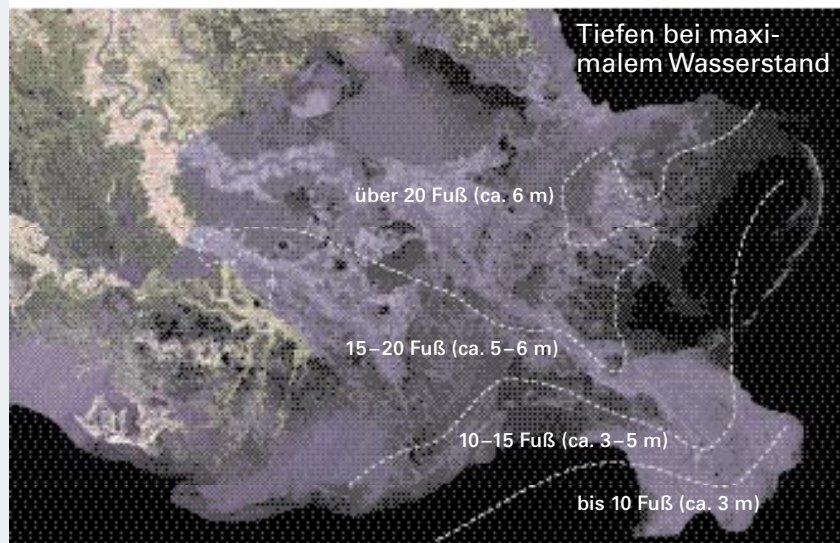 Tiefen bei maxi-
malem Wasserstand
über 20 Fuß (ca. 6 m)
15–20 Fuß (ca. 5–6 m)
10–15 Fuß (ca. 3–5 m)
bis 10 Fuß (ca. 3 m)